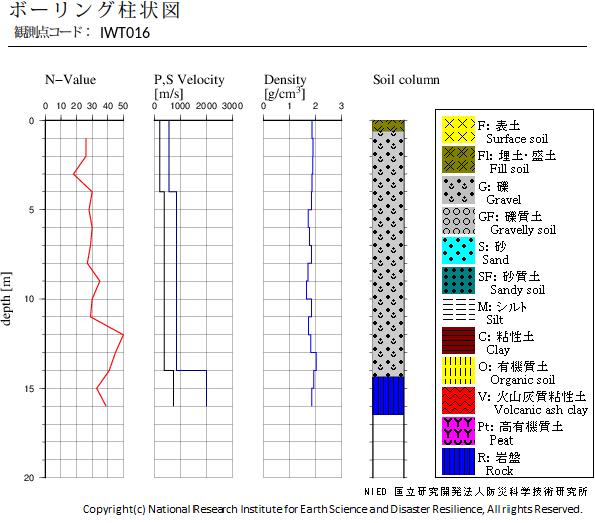 ボーリング柱状図
観測点コード： IWT016
N−Value
P,S Velocity
[m/s]
Density
[g/cm3]
Soil column
0 10 20 30 40 50
0 1000 2000 3000
0 1 2 3
depth [m]
0
5
10
15
20
F: 表土
Surface soil
Fl: 埋土・盛土
Fill soil
G: 礫
Gravel
GF: 礫質土
Gravelly soil
S: 砂
Sand
SF: 砂質土
Sandy soil
M: シルト
Silt
C: 粘性土
Clay
O: 有機質土
Organic soil
V: 火山灰質粘性土
Volcanic ash clay
Pt: 高有機質土
Peat
R: 岩盤
Rock
NIED 国立研究開発法人防災科学技術研究所
Copyright(c) National Research Institute for Earth Science and Disaster Resilience, All rights Reserved.